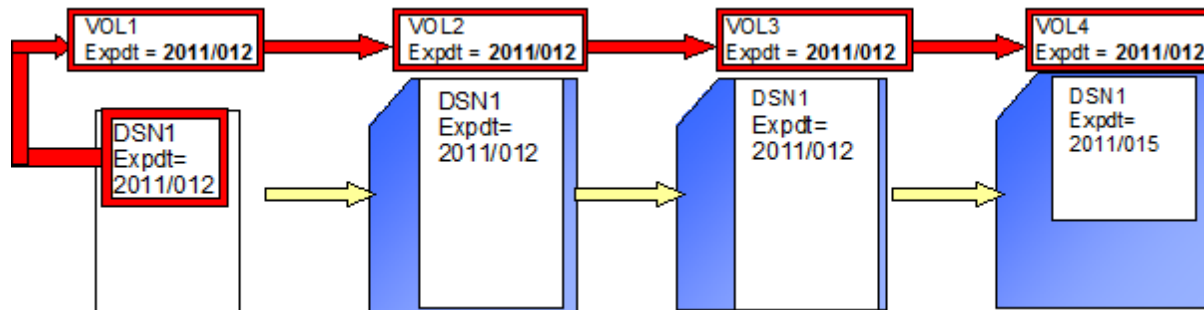 VOL1
Expdt = 2011/012
VOL2
Expdt = 2011/012
VOL3
Expdt = 2011/012
VOL4
Expdt = 2011/012
DSN1
Expdt=
2011/012
DSN1
Expdt=
2011/012
DSN1
Expdt=
2011/012
DSN1
Expdt=
2011/015